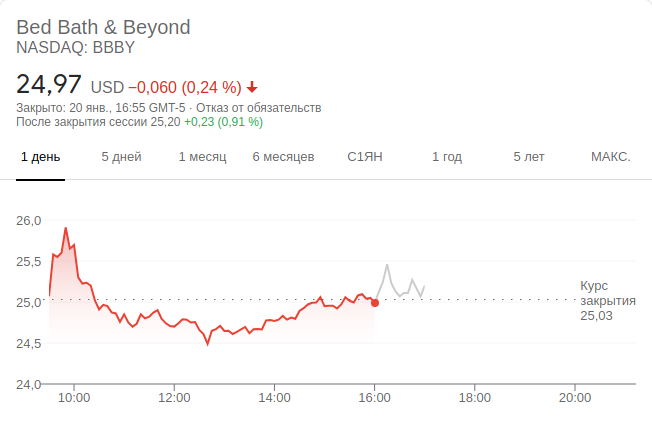 Bed Bath & Beyond
NASDAQ: BBBY
24,97 USD −0,060 (0,24 %)
Закрыто: 20 янв., 16:55 GMT-5 · Отказ от обязательств
После закрытия сессии 25,20 +0,23 (0,91 %)
1 день 5 дней 1 месяц 6 месяцев С1ЯН 1 год 5 лет МАКС.
26,0
25,5
Курс
закрытия
25,03
25,0
24,5
24,0
10:00 12:00 14:00 16:00 18:00 20:00